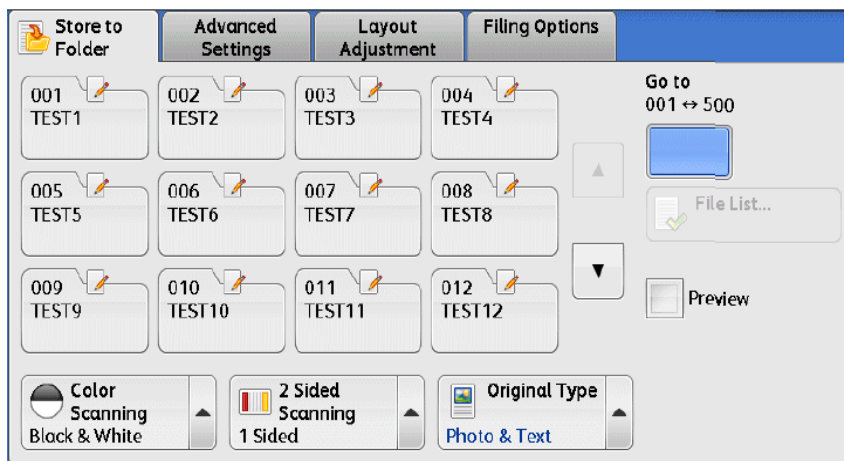 Store to
Folder
Advanced
Settings
Layout
Adjustment
Filing Options
001
TEST1
002
TEST2
003
TEST3
004
TEST4
Go to
001 ↔ 500
005
TEST5
006
TEST6
007
TEST7
008
TEST8
File List...
009
TEST9
010
TEST10
011
TEST11
012
TEST12
Preview
Color
Scanning
Black & White
2 Sided
Scanning
1 Sided
Original Type
Photo & Text